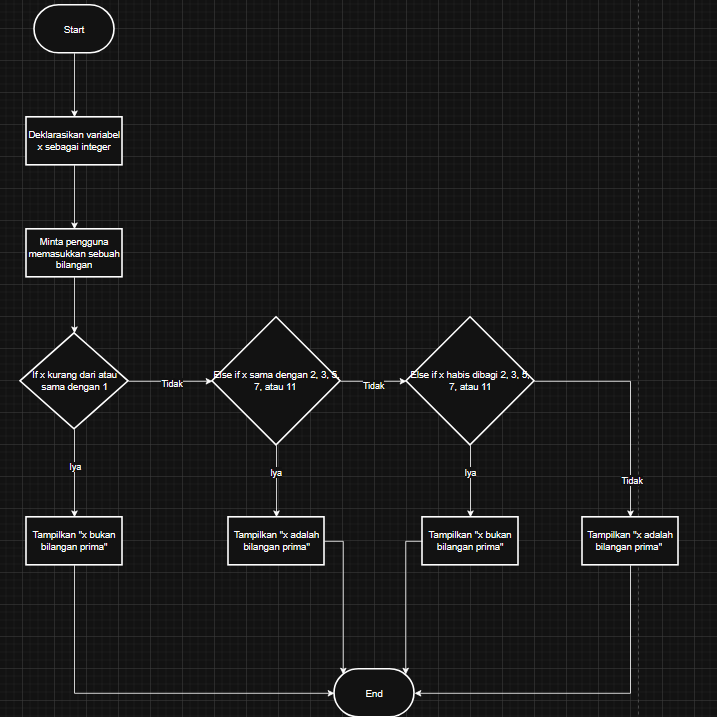 Start
Deklarasikan variabel
x sebagai integer
Minta pengguna
memasukkan sebuah
bilangan
If x kurang dari atau
sama dengan 1
Tidak
Else if x sama dengan 2, 3, 5,
7, atau 11
Tidak
Else if x habis dibagi 2, 3, 5,
7, atau 11
Iya
Iya
Iya
Tidak
Tampilkan "x bukan
bilangan prima"
Tampilkan "x adalah
bilangan prima"
Tampilkan "x bukan
bilangan prima"
Tampilkan "x adalah
bilangan prima"
End